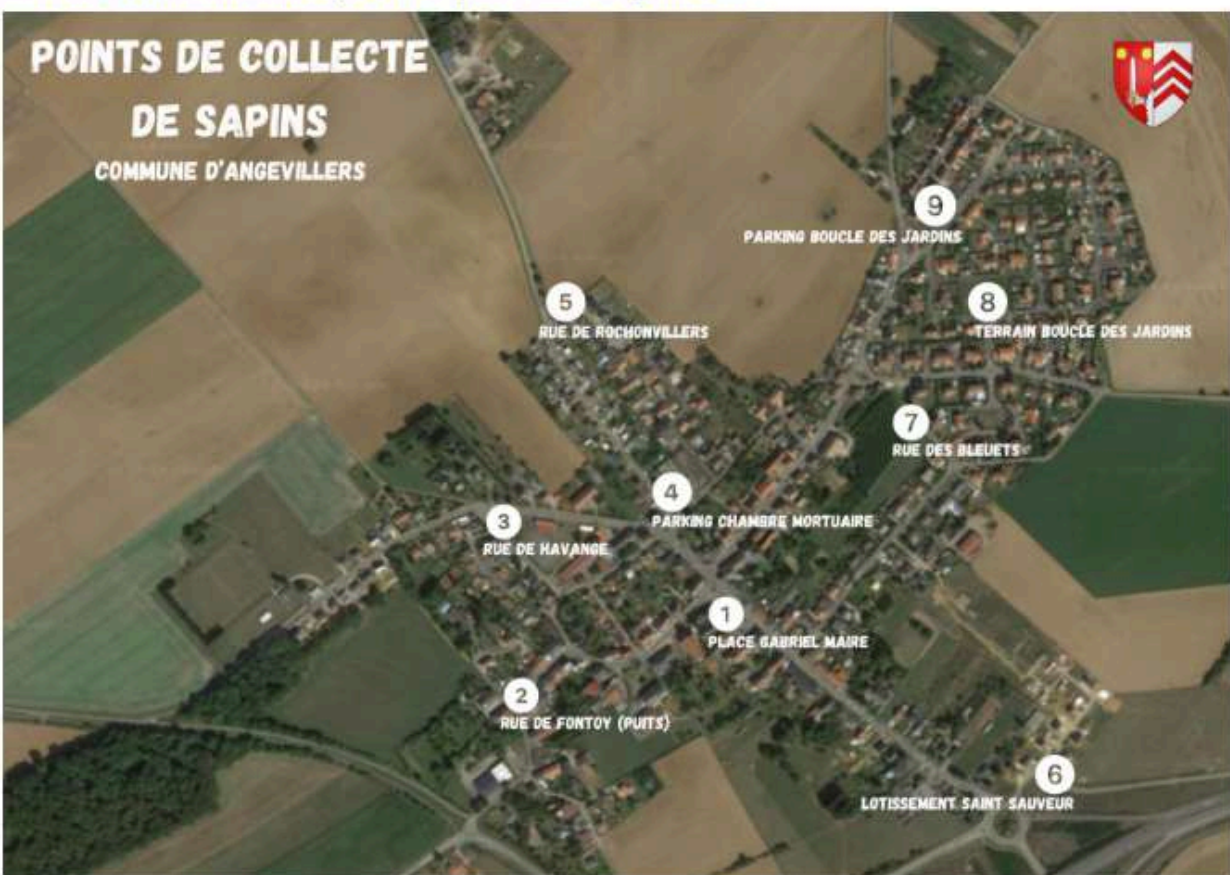 POINTS DE COLLECTE
DE SAPINS
COMMUNE D'ANGEVILLERS
9
PARKING BOUCLE DES JARDINS
5
RUE DE ROCHONVILLERS
8
TERRAIN BOUCLE DES JARDINS
7
RUE DES BLEUETS
4
PARKING CHAMBRE MORTUAIRE
3
RUE DE HAVANGE
1
PLACE GABRIEL MAIRE
2
RUE DE FONTOY (PUITS)
6
LOTISSEMENT SAINT SAUVEUR